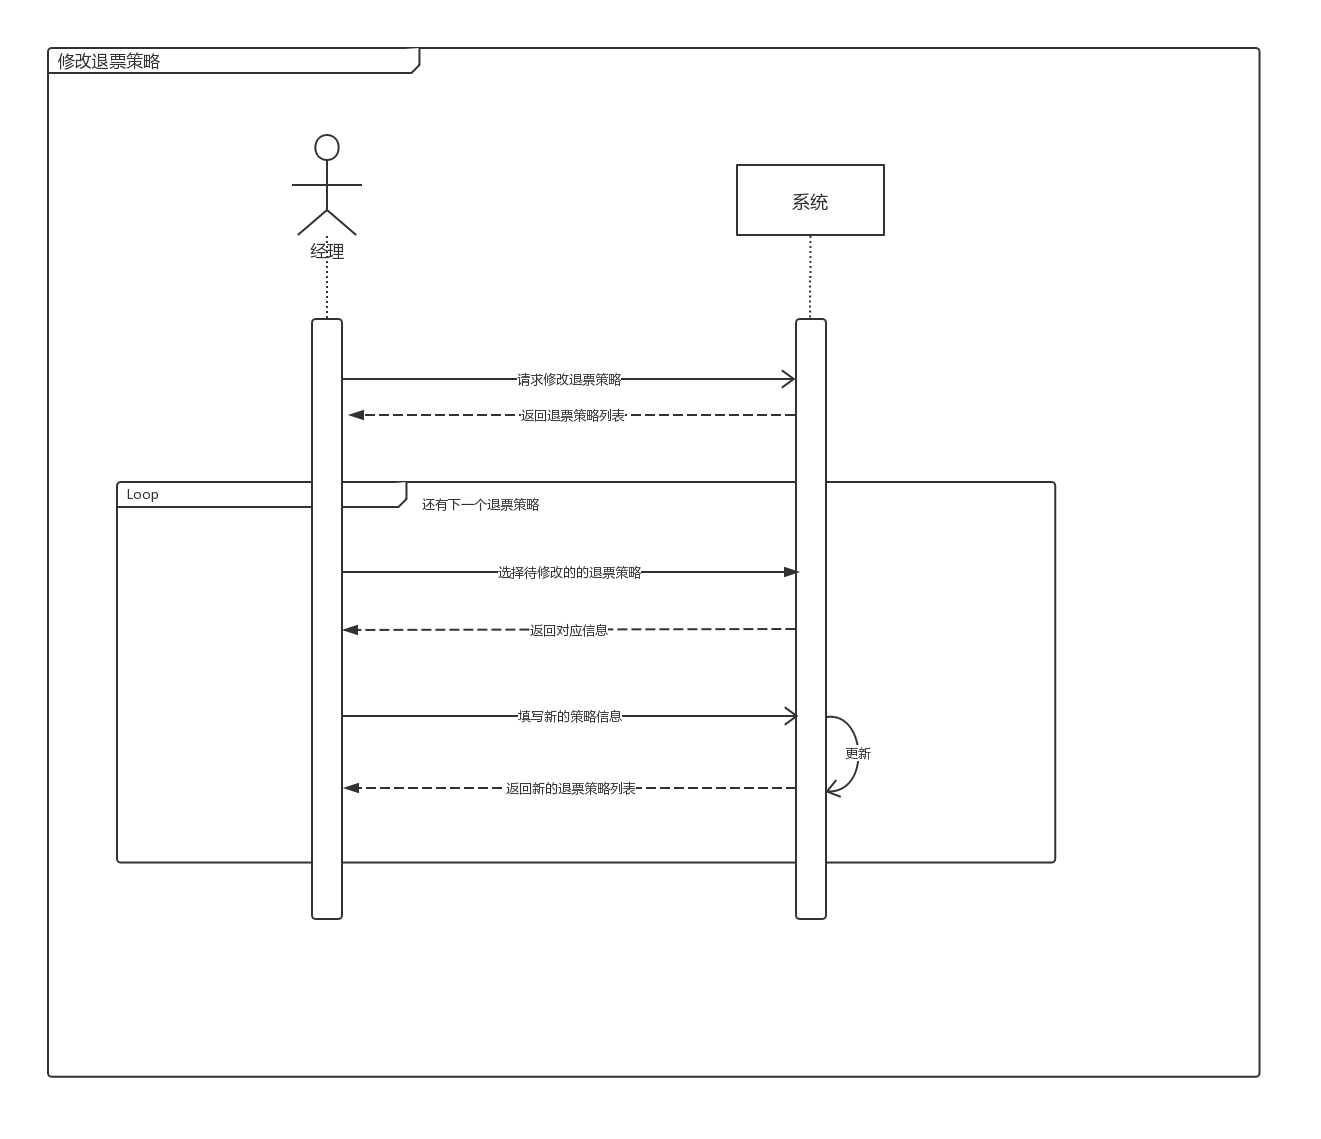 修改退票策略
系统
经理
请求修改退票策略
返回退票策略列表
Loop
还有下一个退票策略
选择待修改的的退票策略
返回对应信息
填写新的策略信息
更新
返回新的退票策略列表